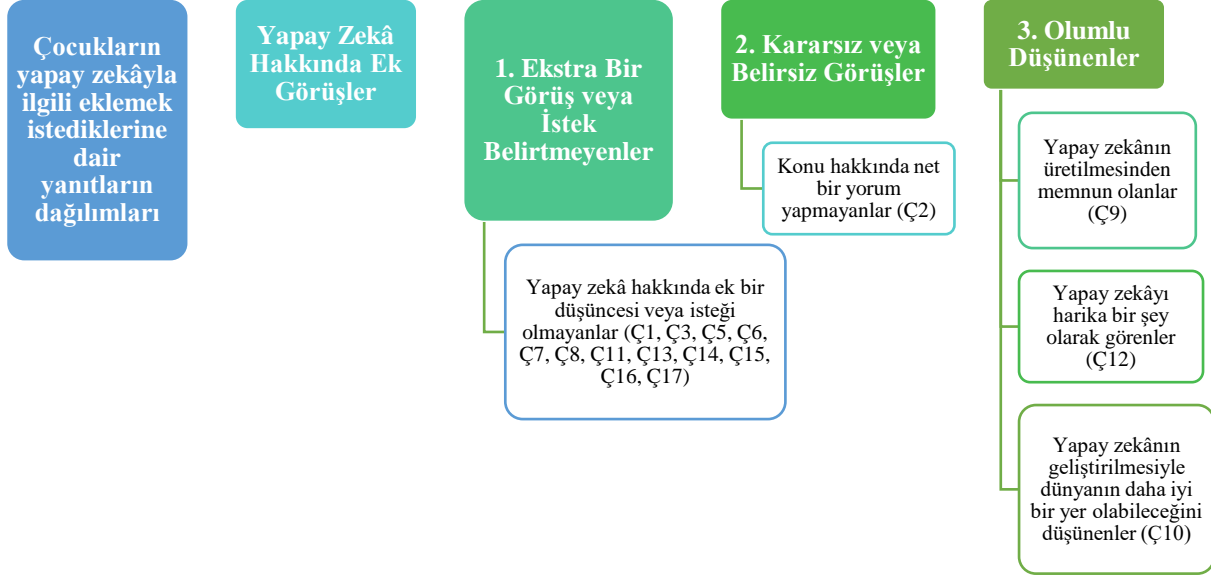 Çocukların
yapay zekâyla
ilgili eklemek
istediklerine
dair
yanıtların
dağılımları
Yapay Zekâ
Hakkında Ek
Görüşler
1. Ekstra Bir
Görüş veya
İstek
Belirtmeyenler
Yapay zekâ hakkında ek bir
düşüncesi veya isteği
olmayanlar (Ç1, Ç3, Ç5, Ç6,
Ç7, Ç8, Ç11, Ç13, Ç14, Ç15,
Ç16, Ç17)
2. Kararsız veya
Belirsiz Görüşler
Konu hakkında net
bir yorum
yapmayanlar (Ç2)
3. Olumlu
Düşünenler
Yapay zekânın
üretilmesinden
memnun olanlar
(Ç9)
Yapay zekâyı
harika bir şey
olarak görenler
(Ç12)
Yapay zekânın
geliştirilmesiyle
dünyanın daha iyi
bir yer olabileceğini
düşünenler (Ç10)